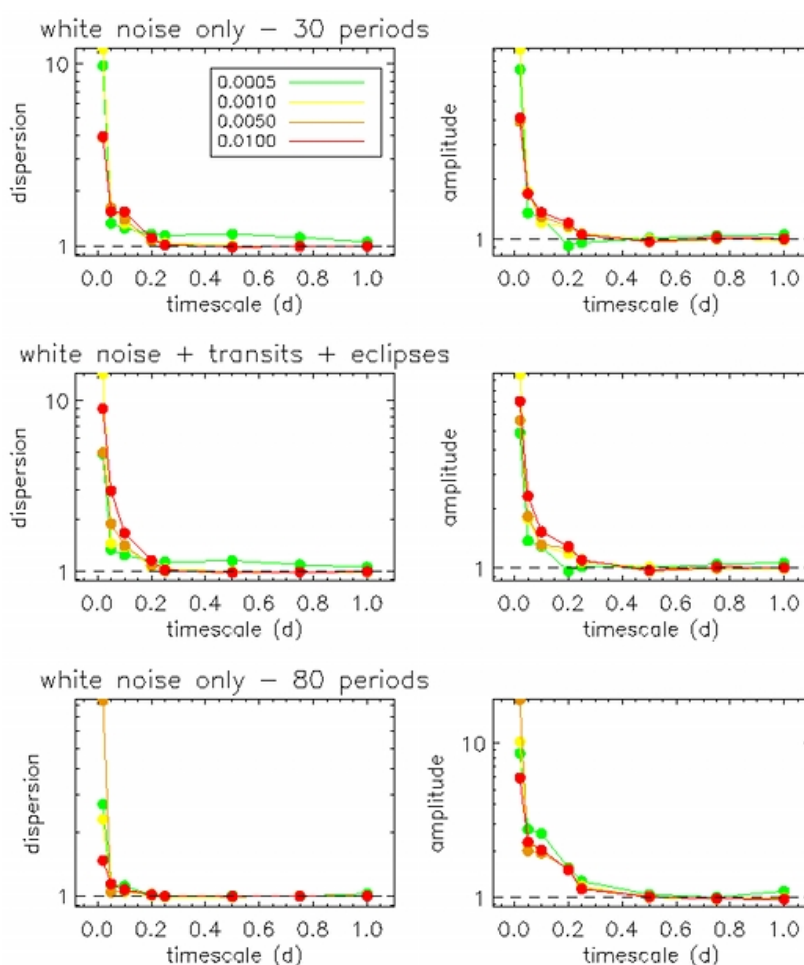 white noise only – 30 periods
10
1
dispersion
0.0005
0.0010
0.0050
0.0100
0.0 0.2 0.4 0.6 0.8 1.0
timescale (d)
1
amplitude
0.0 0.2 0.4 0.6 0.8 1.0
timescale (d)
white noise + transits + eclipses
10
1
dispersion
0.0 0.2 0.4 0.6 0.8 1.0
timescale (d)
1
amplitude
0.0 0.2 0.4 0.6 0.8 1.0
timescale (d)
white noise only – 80 periods
1
dispersion
0.0 0.2 0.4 0.6 0.8 1.0
timescale (d)
10
1
amplitude
0.0 0.2 0.4 0.6 0.8 1.0
timescale (d)